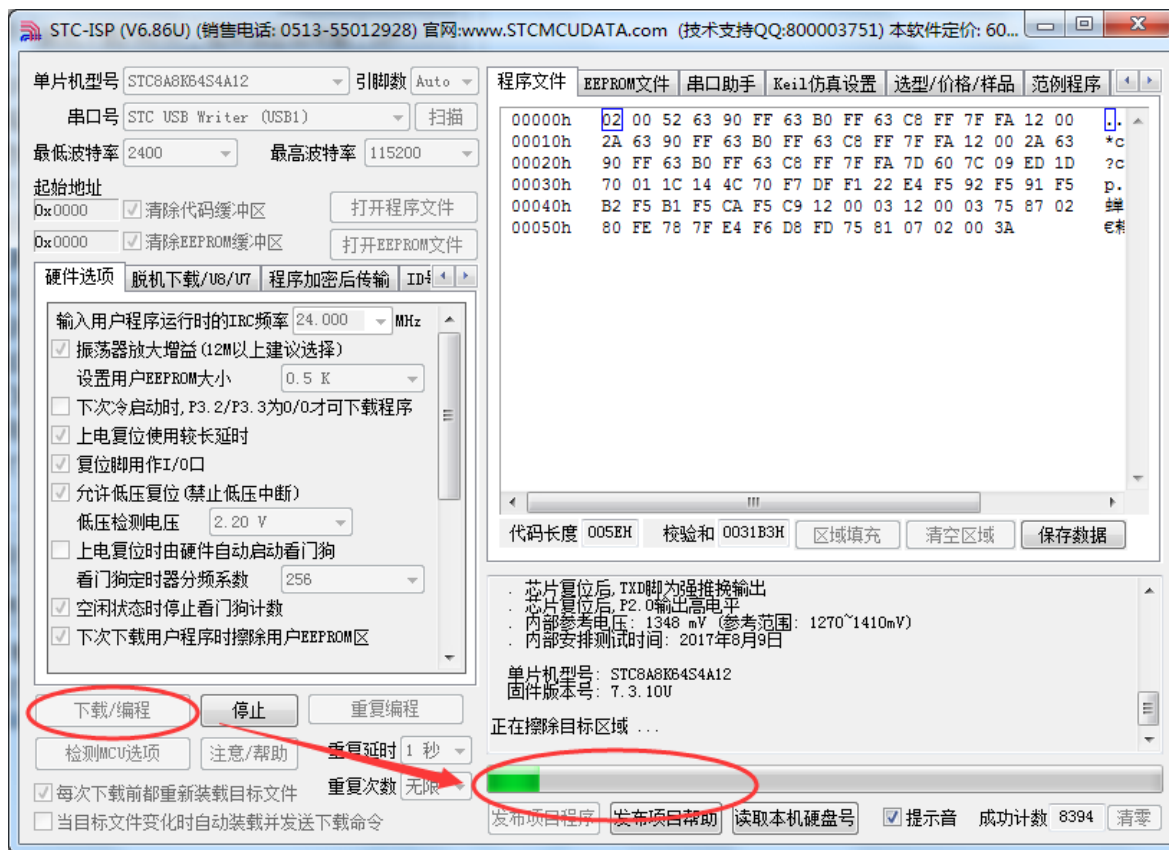 STC-ISP (V6.86U) (销售电话: 0513-55012928) 官网:www.STCMCUDATA.com (技术支持QQ:800003751) 本软件定价: 60...
单片机型号 STC8A8K64S4A12 引脚数 Auto
串口号 STC USB Writer (USB1) 扫描
最低波特率 2400 最高波特率 115200
起始地址
0x0000 清除代码缓冲区 打开程序文件
0x0000 清除EEPROM缓冲区 打开EEPROM文件
硬件选项 脱机下载/U8/U7 程序加密后传输
输入用户程序运行时的IRC频率 24.000 MHz
振荡器放大增益(12M以上建议选择)
设置用户EEPROM大小 0.5 K
下次冷启动时,P3.2/P3.3为0/0才可下载程序
上电复位使用较长延时
复位脚用作I/O口
允许低压复位(禁止低压中断)
低压检测电压 2.20 V
上电复位时由硬件自动启动看门狗
看门狗定时器分频系数 256
空闲状态时停止看门狗计数
下次下载用户程序时擦除用户EEPROM区
下载/编程 停止 重复编程
检测MCU选项 注意/帮助 重复延时 1 秒
重复次数 无限
每次下载前都重新装载目标文件
当目标文件变化时自动装载并发送下载命令
程序文件 EEPROM文件 串口助手 Keil仿真设置 选型/价格/样品 范例程序
00000h 02 00 52 63 90 FF 63 B0 FF 63 C8 FF 7F FA 12 00 ..
00010h 2A 63 90 FF 63 B0 FF 63 C8 FF 7F FA 12 00 2A 63 *c
00020h 90 FF 63 B0 FF 63 C8 FF 7F FA 7D 60 7C 09 ED 1D ?c
00030h 70 01 1C 14 4C 70 F7 DF F1 22 E4 F5 92 F5 91 F5 p.
00040h B2 F5 B1 F5 CA F5 C9 12 00 03 12 00 03 75 87 02
00050h 80 FE 78 7F E4 F6 D8 FD 75 81 07 02 00 3A
代码长度 005EH 校验和 0031B3H 区域填充 清空区域 保存数据
. 芯片复位后,TXD脚为强推挽输出
. 芯片复位后,P2.0输出高电平
. 内部参考电压: 1348 mV (参考范围: 1270~1410mV)
. 内部安排测试时间: 2017年8月9日
单片机型号: STC8A8K64S4A12
固件版本号: 7.3.10U
正在擦除目标区域 ...
发布项目程序 发布项目帮助 读取本机硬盘号 提示音 成功计数 8394 清零